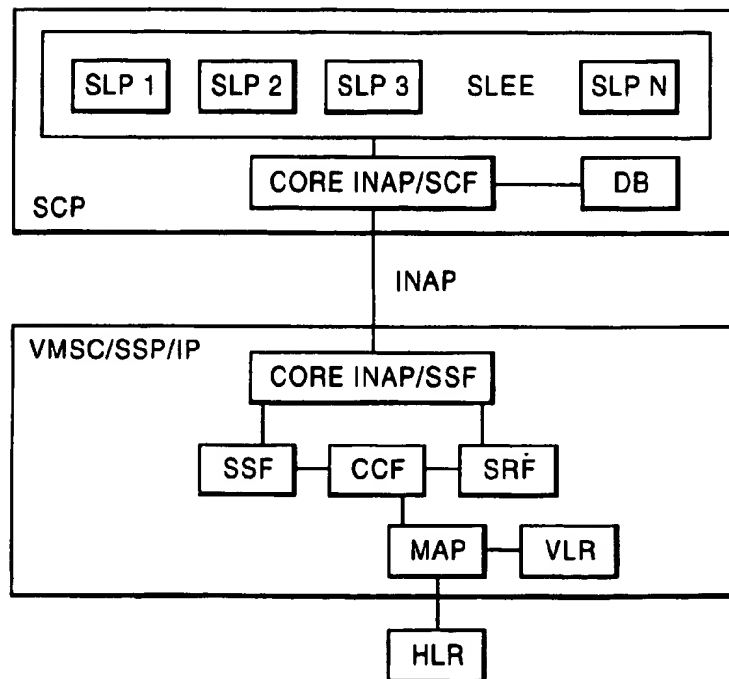 SLP 1 SLP 2 SLP 3 SLEE SLP N
CORE INAP/SCF DB
SCP
INAP
VMSC/SSP/IP
CORE INAP/SSF
SSF CCF SRF
MAP VLR
HLR